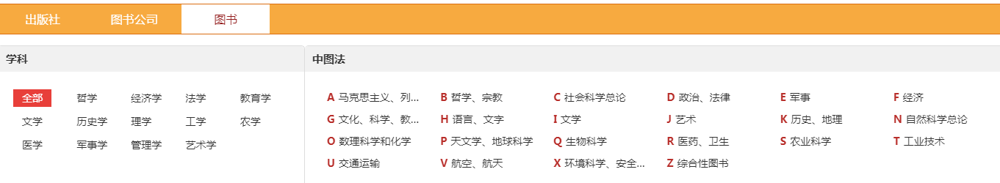 出版社 图书公司 图书
学科
全部 哲学 经济学 法学 教育学
文学 历史学 理学 工学 农学
医学 军事学 管理学 艺术学
中图法
A 马克思主义、列... B 哲学、宗教 C 社会科学总论 D 政治、法律 E 军事 F 经济
G 文化、科学、教... H 语言、文字 I 文学 J 艺术 K 历史、地理 N 自然科学总论
O 数理科学和化学 P 天文学、地球科学 Q 生物科学 R 医药、卫生 S 农业科学 T 工业技术
U 交通运输 V 航空、航天 X 环境科学、安全... Z 综合性图书